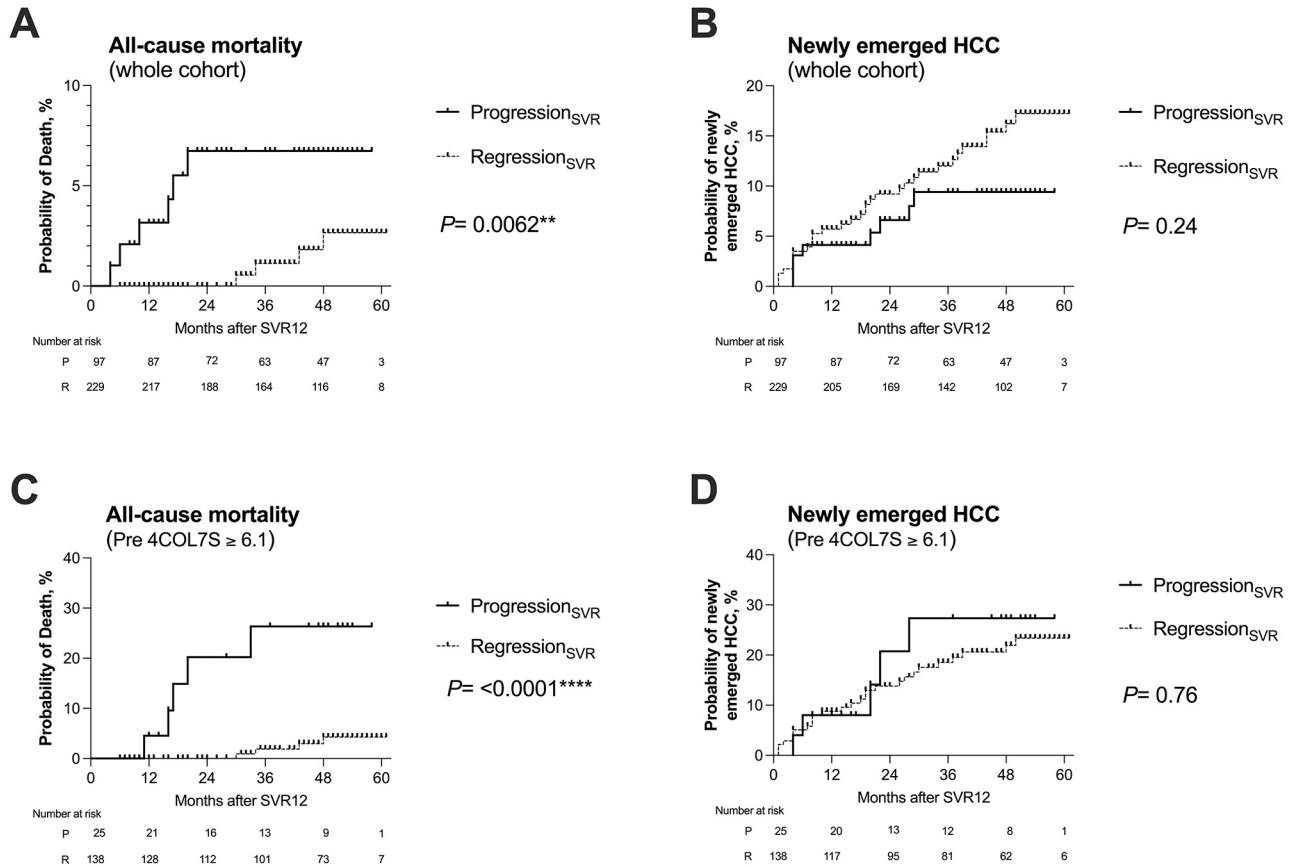 A
All-cause mortality
(whole cohort)
Probability of Death, %
10
5
0
0 12 24 36 48 60
Months after SVR12
ProgressionSVR
RegressionSVR
P= 0.0062**
Number at risk
P 97 87 72 63 47 3
R 229 217 188 164 116 8
B
Newly emerged HCC
(whole cohort)
Probability of newly
emerged HCC, %
20
15
10
5
0
0 12 24 36 48 60
Months after SVR12
ProgressionSVR
RegressionSVR
P= 0.24
Number at risk
P 97 87 72 63 47 3
R 229 205 169 142 102 7
C
All-cause mortality
(Pre 4COL7S ≥ 6.1)
Probability of Death, %
40
30
20
10
0
0 12 24 36 48 60
Months after SVR12
ProgressionSVR
RegressionSVR
P= <0.0001****
Number at risk
P 25 21 16 13 9 1
R 138 128 112 101 73 7
D
Newly emerged HCC
(Pre 4COL7S ≥ 6.1)
Probability of newly
emerged HCC, %
40
30
20
10
0
0 12 24 36 48 60
Months after SVR12
ProgressionSVR
RegressionSVR
P= 0.76
Number at risk
P 25 20 13 12 8 1
R 138 117 95 81 62 6